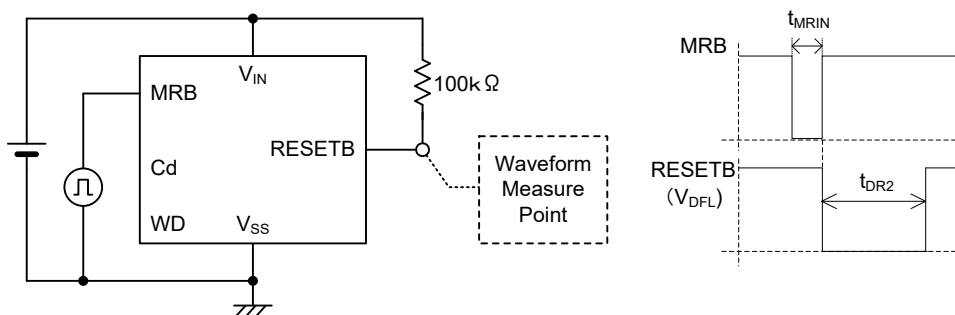 V_IN
MRB
Cd
WD
V_SS
RESETB
100kΩ
Waveform
Measure
Point
t_MRIN
MRB
RESETB
（V_DFL）
t_DR2